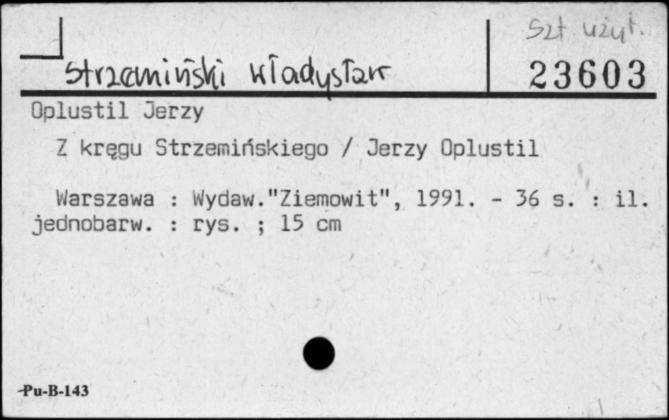 Szt. użyt.
Strzemiński Władysław
23603
Oplustil Jerzy
Z kręgu Strzemińskiego / Jerzy Oplustil
Warszawa : Wydaw."Ziemowit", 1991. - 36 s. : il.
jednobarw. : rys. ; 15 cm
Pu-B-143